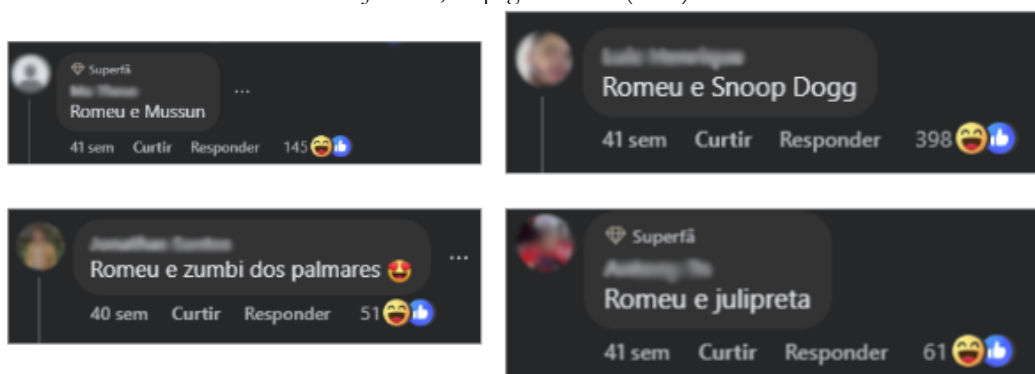 Superfã
Romeu e Mussun
41 sem Curtir Responder 145
Romeu e Snoop Dogg
41 sem Curtir Responder 398
Romeu e zumbi dos palmares
40 sem Curtir Responder 51
Superfã
Romeu e julipreta
41 sem Curtir Responder 61